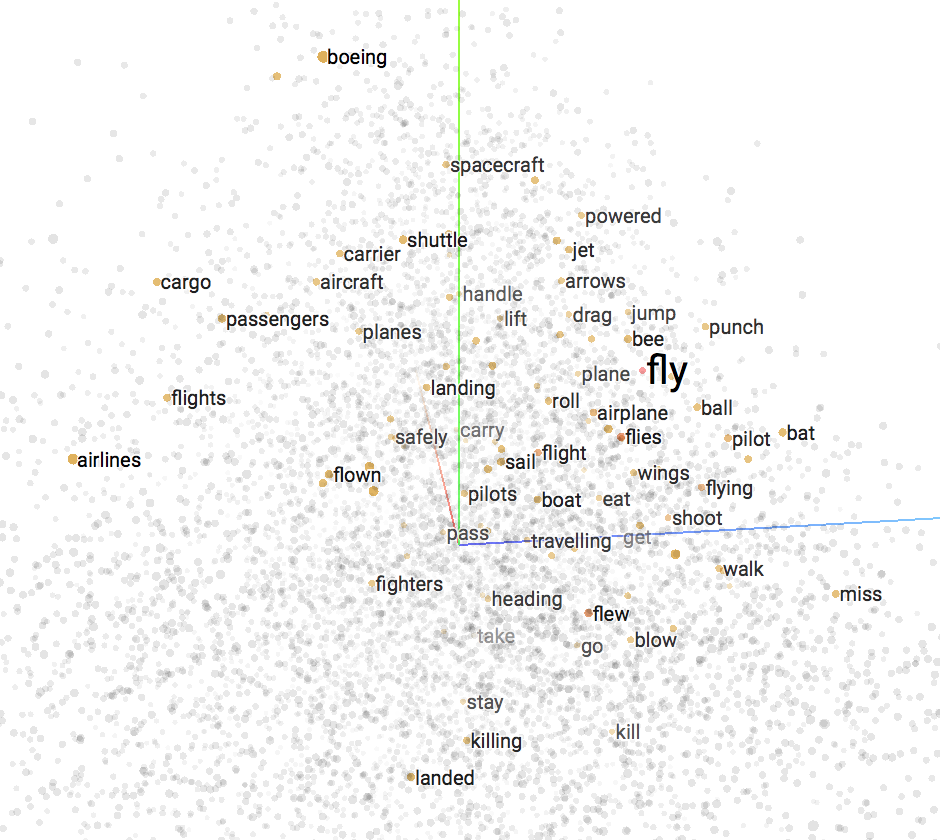 boeing
spacecraft
powered
shuttle
jet
carrier
cargo
aircraft
arrows
handle
passengers
lift
drag
jump
punch
planes
bee
fly
plane
landing
flights
roll
airplane
ball
safely
carry
flies
pilot
bat
airlines
sail
flight
flown
wings
flying
pilots
boat
eat
shoot
pass
travelling
get
walk
fighters
miss
heading
flew
take
go
blow
stay
kill
killing
landed